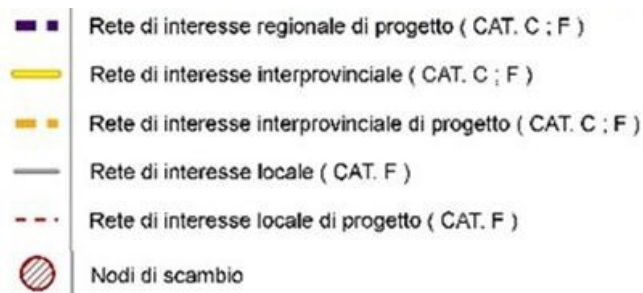 Rete di interesse regionale di progetto ( CAT. C ; F )
Rete di interesse interprovinciale ( CAT. C ; F )
Rete di interesse interprovinciale di progetto ( CAT. C ; F )
Rete di interesse locale ( CAT. F )
Rete di interesse locale di progetto ( CAT. F )
Nodi di scambio